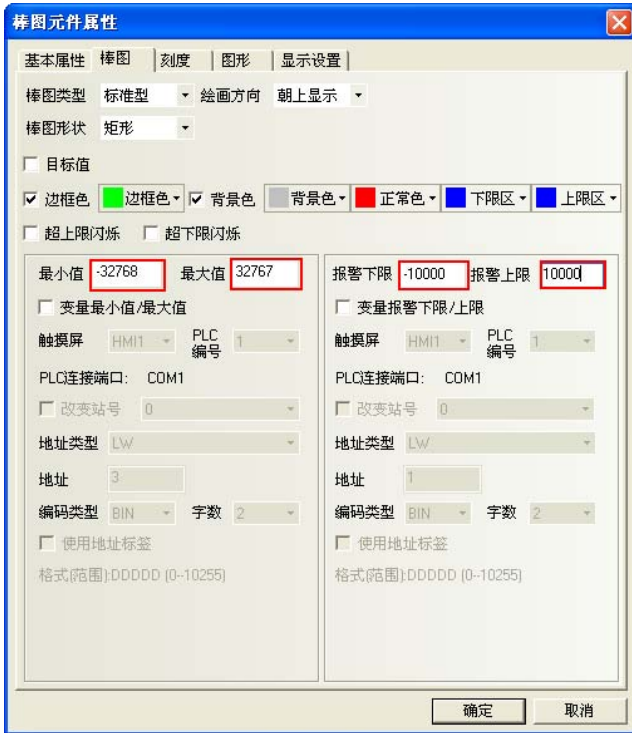 棒图元件属性
基本属性 棒图 刻度 图形 显示设置
棒图类型 标准型 绘画方向 朝上显示
棒图形状 矩形
目标值
边框色 边框色 背景色 背景色 正常色 下限区 上限区
超上限闪烁 超下限闪烁
最小值 -32768 最大值 32767
变量最小值/最大值
触摸屏 HMI1 PLC编号 1
PLC连接端口: COM1
改变站号 0
地址类型 LW
地址 3
编码类型 BIN 字数 2
使用地址标签
格式(范围):DDDDD (0--10255)
报警下限 -10000 报警上限 10000
变量报警下限/上限
触摸屏 HMI1 PLC编号 1
PLC连接端口: COM1
改变站号 0
地址类型 LW
地址 1
编码类型 BIN 字数 2
使用地址标签
格式(范围):DDDDD (0--10255)
确定 取消